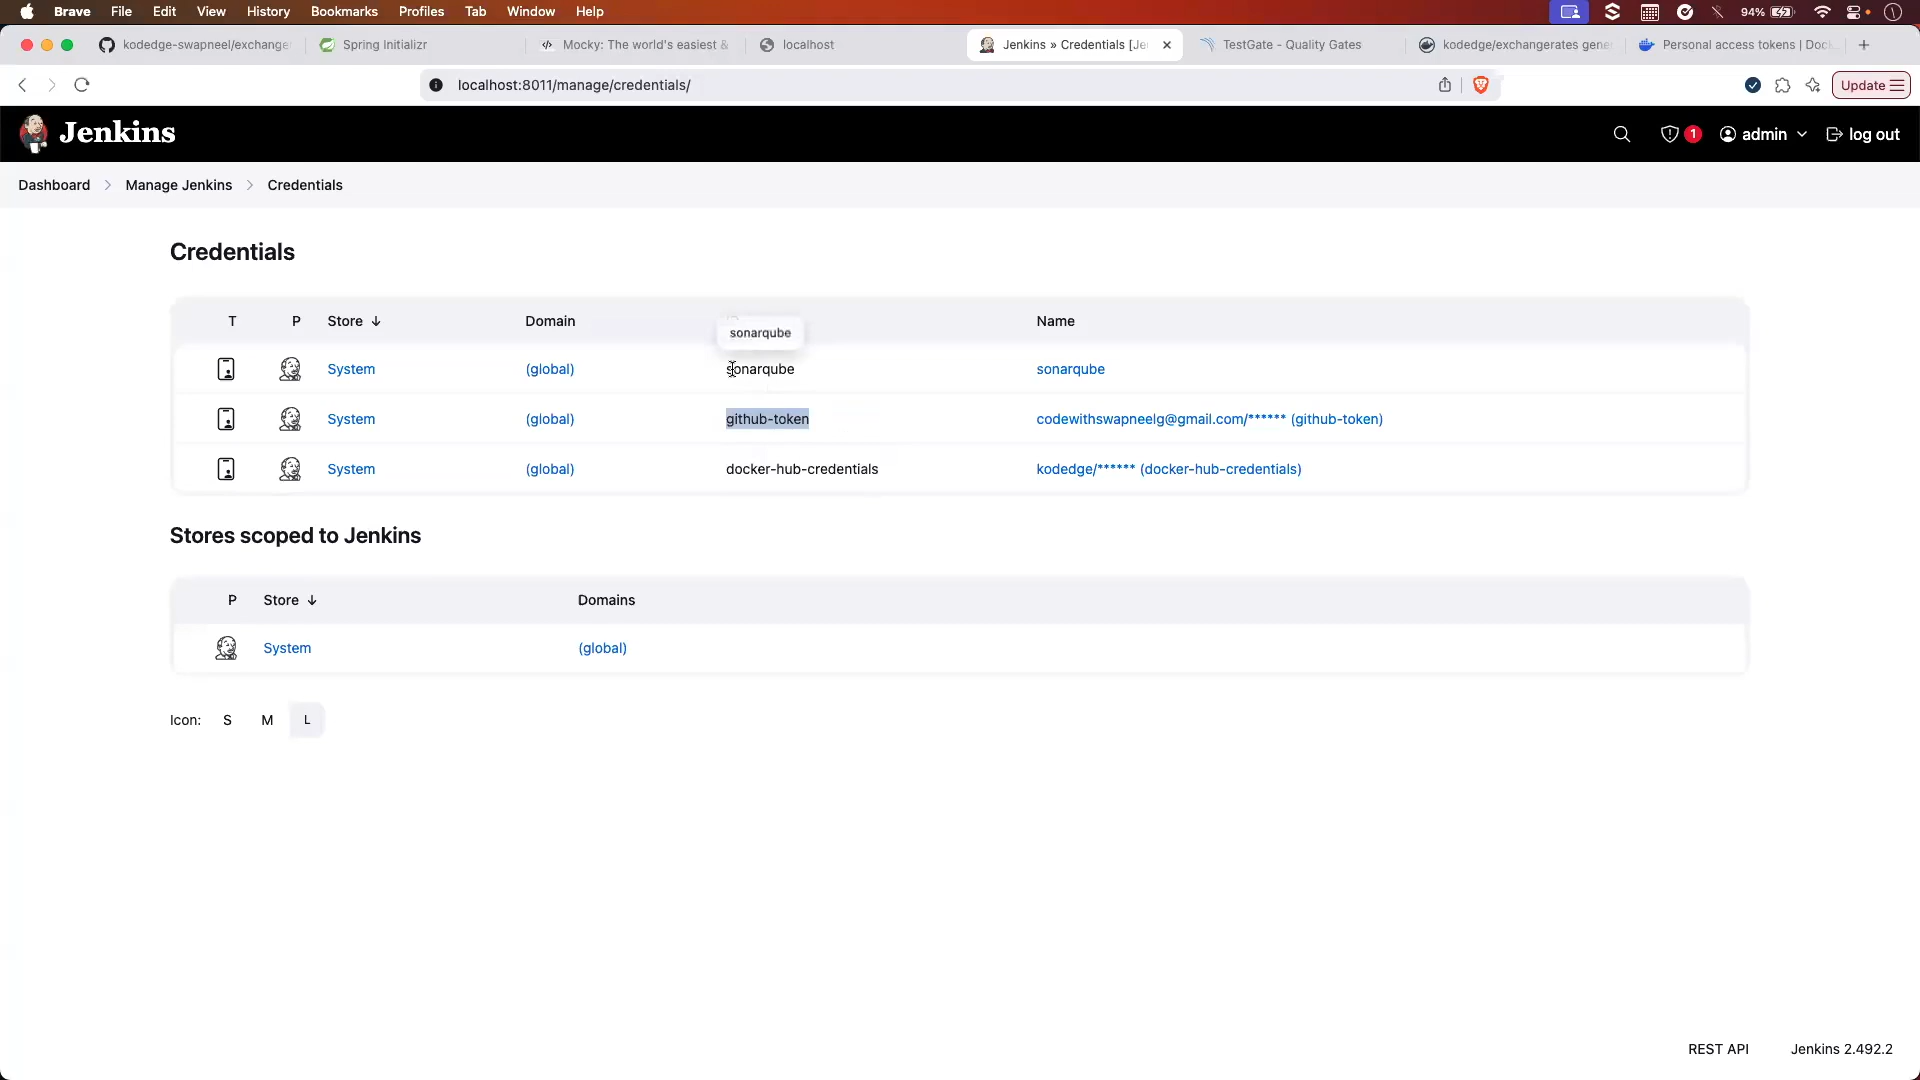 Brave File Edit View History Bookmarks Profiles Tab Window Help 94%
kodedge-swapneel/exchange Spring Initializr Mocky: The world's easiest & localhost Jenkins » Credentials [Je TestGate - Quality Gates kodedge/exchangerates gene Personal access tokens | Doc
localhost:8011/manage/credentials/ Update
Jenkins 1 admin log out
Dashboard Manage Jenkins Credentials
Credentials
T P Store ↓ Domain Name
sonarqube
System (global) sonarqube sonarqube
System (global) github-token codewithswapneelg@gmail.com/****** (github-token)
System (global) docker-hub-credentials kodedge/****** (docker-hub-credentials)
Stores scoped to Jenkins
P Store ↓ Domains
System (global)
Icon: S M L
REST API Jenkins 2.492.2